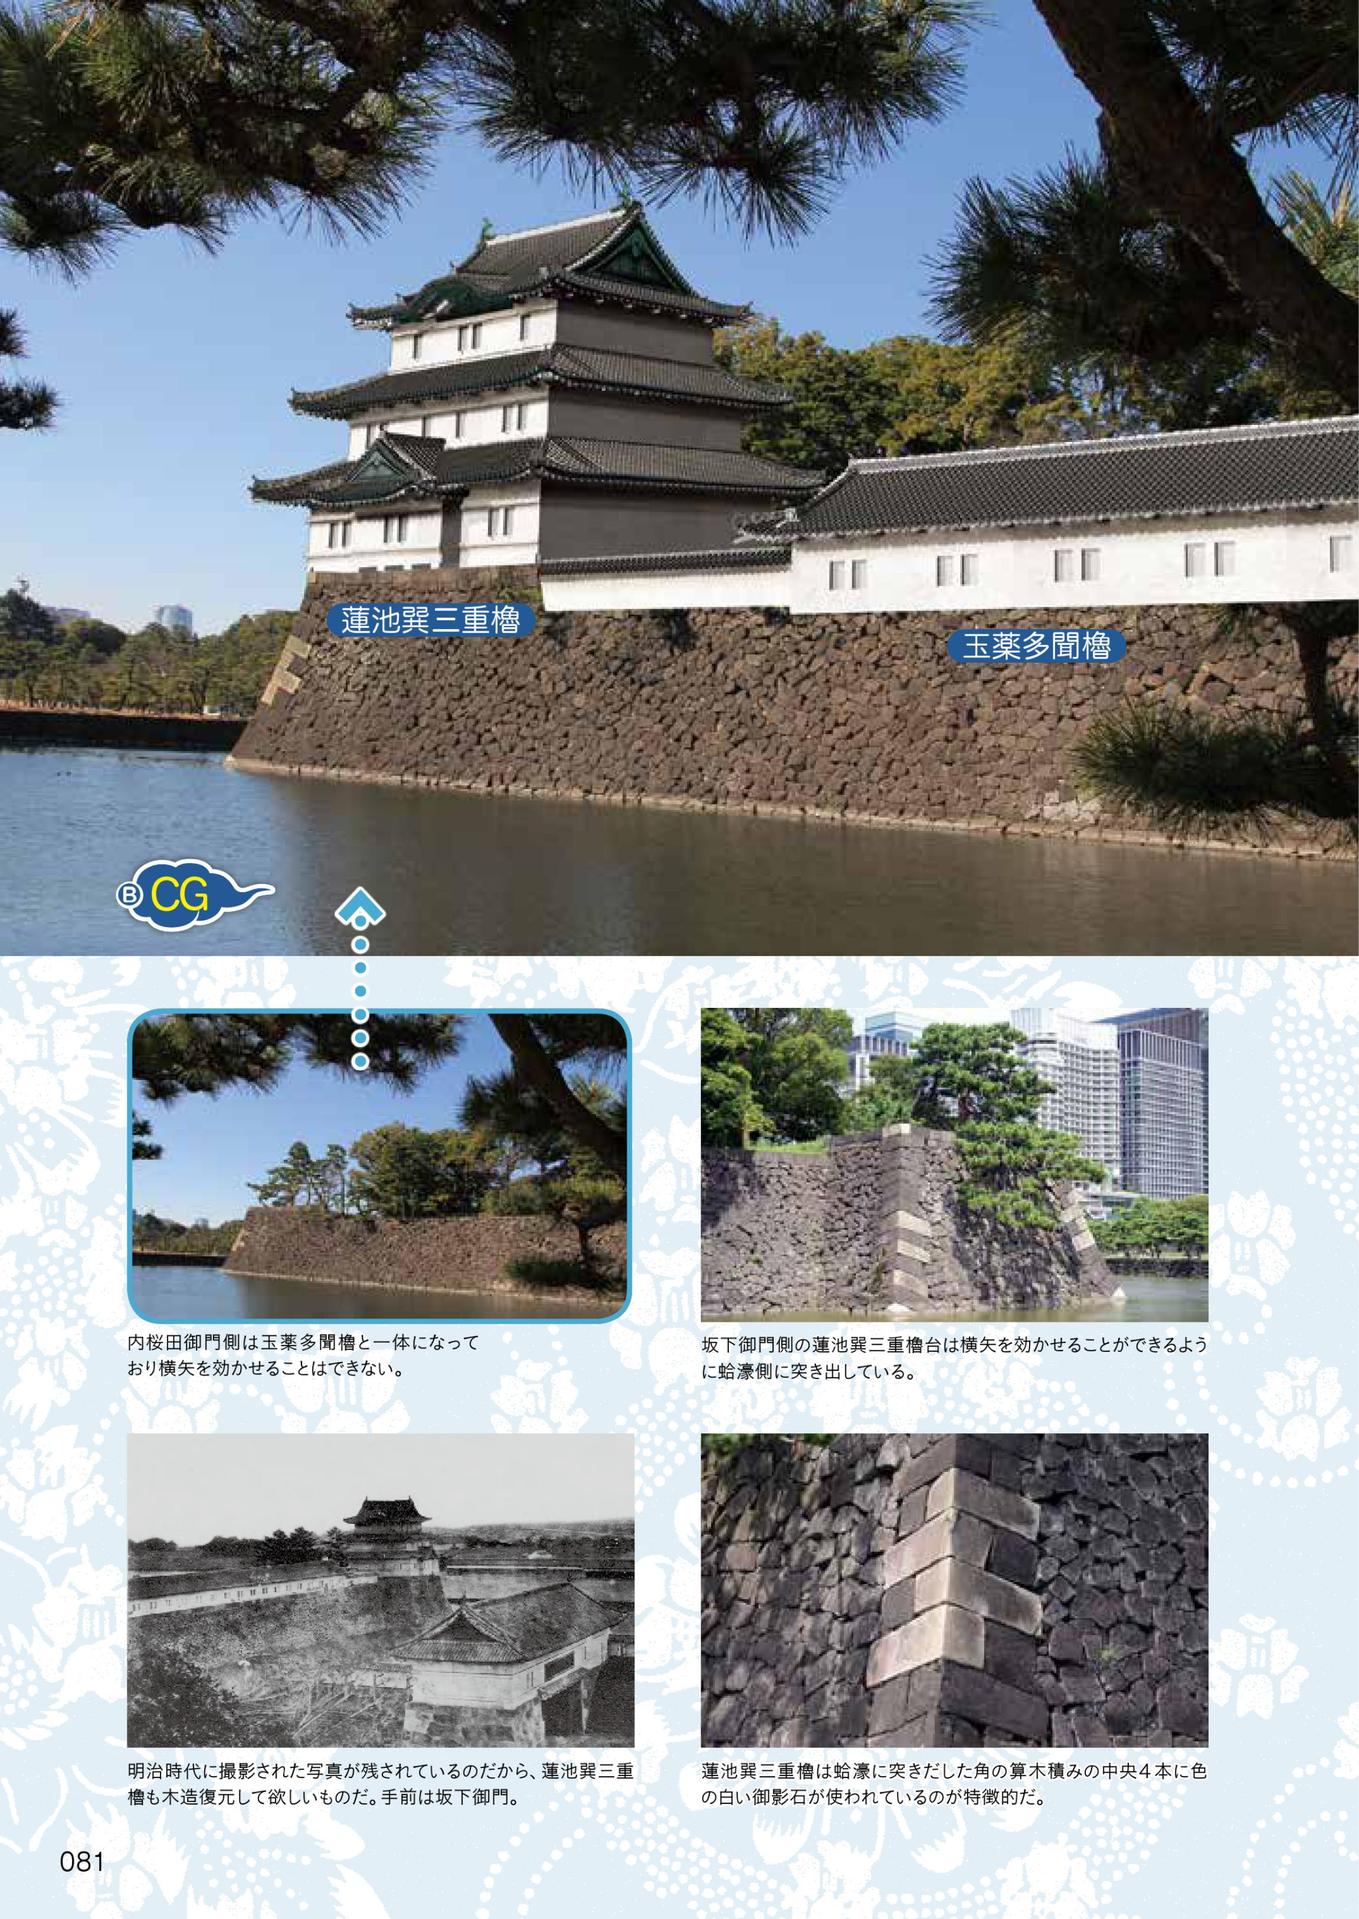 蓮池巽三重櫓
玉薬多聞櫓
B CG
内桜田御門側は玉薬多聞櫓と一体になって
おり横矢を効かせることはできない。
坂下御門側の蓮池巽三重櫓台は横矢を効かせることができるよう
に蛤濠側に突き出している。
明治時代に撮影された写真が残されているのだから、蓮池巽三重
櫓も木造復元して欲しいものだ。手前は坂下御門。
蓮池巽三重櫓は蛤濠に突きだした角の算木積みの中央4本に色
の白い御影石が使われているのが特徴的だ。
081